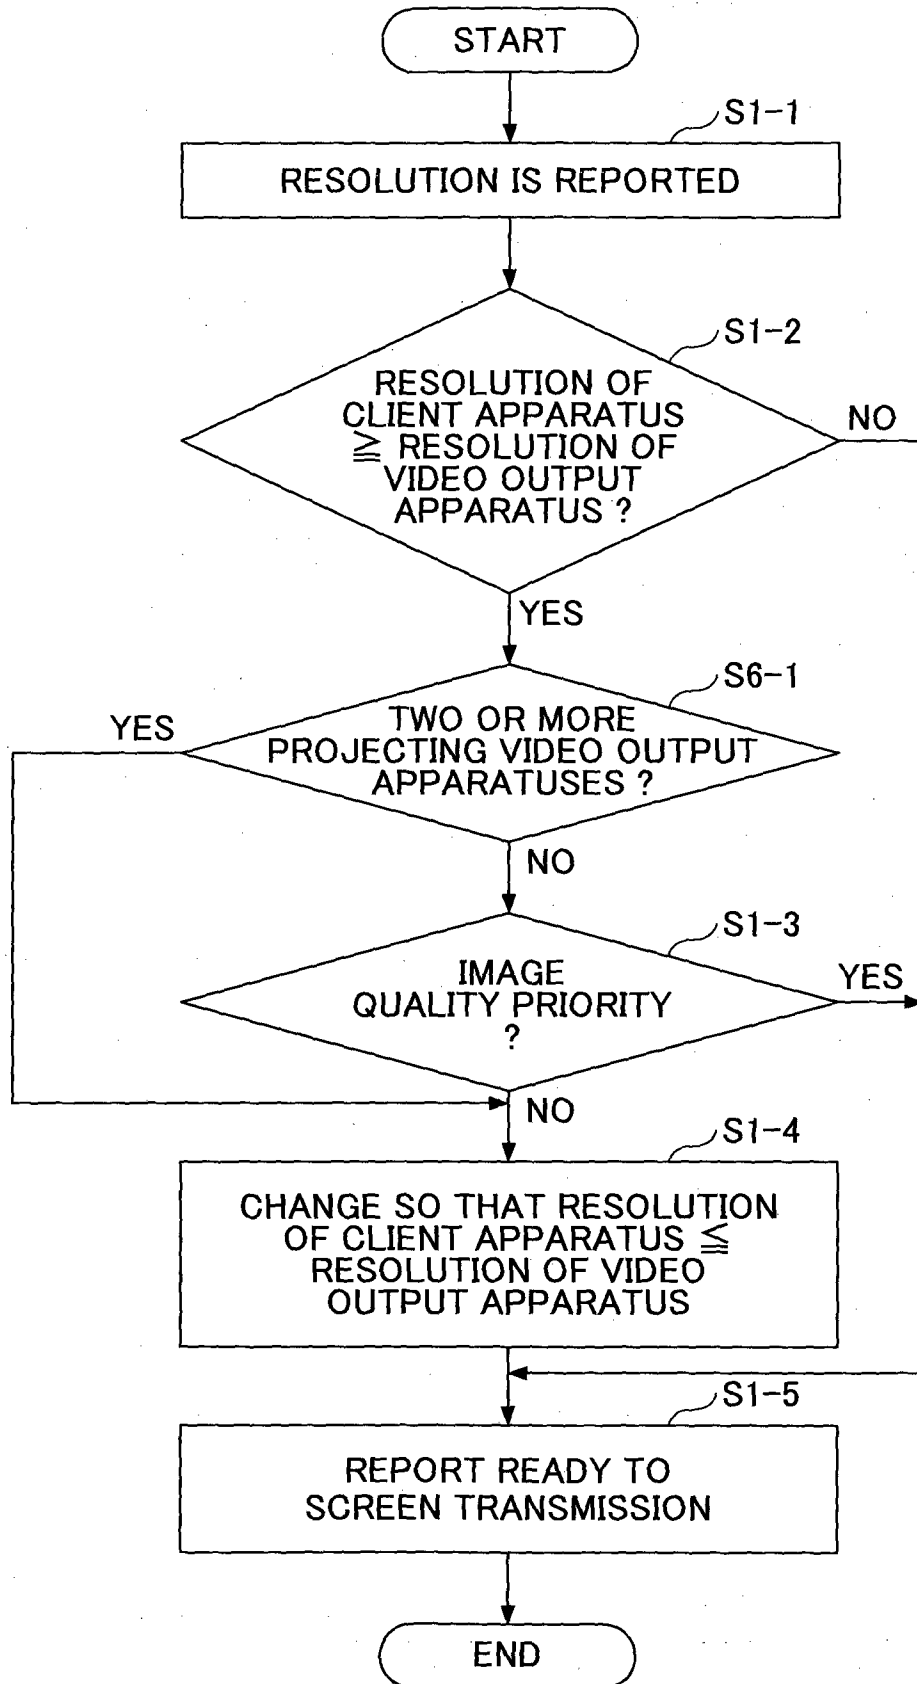 START
S1-1
RESOLUTION IS REPORTED
S1-2
RESOLUTION OF
CLIENT APPARATUS
≧ RESOLUTION OF
VIDEO OUTPUT
APPARATUS ?
NO
YES
S6-1
TWO OR MORE
PROJECTING VIDEO OUTPUT
APPARATUSES ?
YES
NO
S1-3
IMAGE
QUALITY PRIORITY
?
YES
NO
S1-4
CHANGE SO THAT RESOLUTION
OF CLIENT APPARATUS ≦
RESOLUTION OF VIDEO
OUTPUT APPARATUS
S1-5
REPORT READY TO
SCREEN TRANSMISSION
END